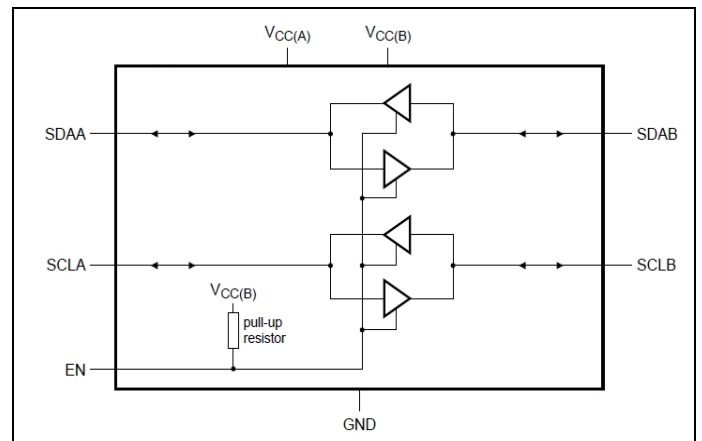 VCC(A) VCC(B)
SDAA SDAB
SCLA SCLB
VCC(B)
pull-up
resistor
EN
GND